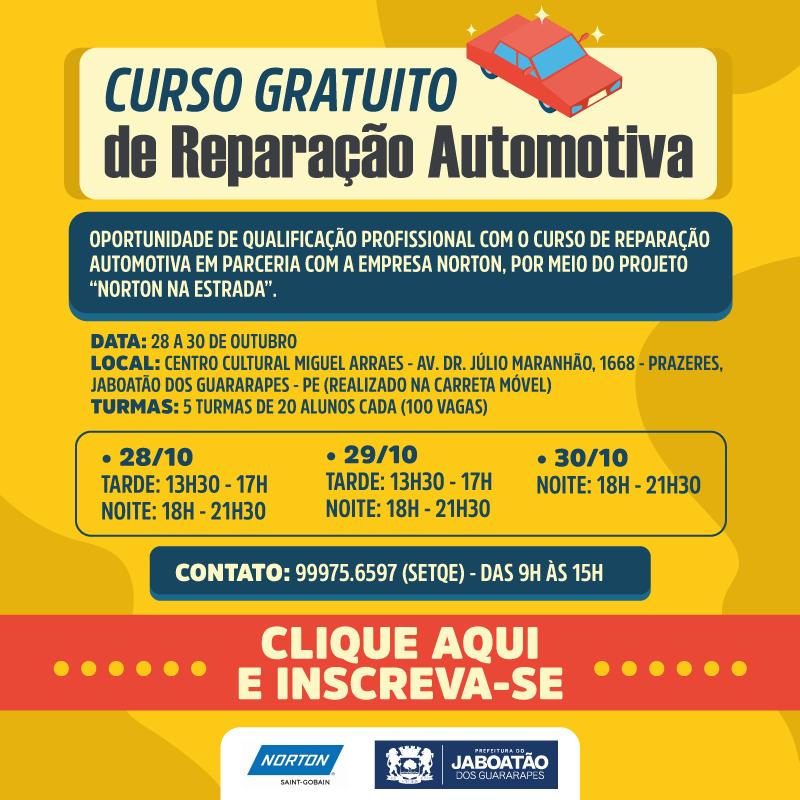 CURSO GRATUITO
de Reparação Automotiva
OPORTUNIDADE DE QUALIFICAÇÃO PROFISSIONAL COM O CURSO DE REPARAÇÃO
AUTOMOTIVA EM PARCERIA COM A EMPRESA NORTON, POR MEIO DO PROJETO
“NORTON NA ESTRADA”.
DATA: 28 A 30 DE OUTUBRO
LOCAL: CENTRO CULTURAL MIGUEL ARRAES - AV. DR. JÚLIO MARANHÃO, 1668 - PRAZERES,
JABOATÃO DOS GUARARAPES - PE (REALIZADO NA CARRETA MÓVEL)
TURMAS: 5 TURMAS DE 20 ALUNOS CADA (100 VAGAS)
• 28/10
TARDE: 13H30 - 17H
NOITE: 18H - 21H30
• 29/10
TARDE: 13H30 - 17H
NOITE: 18H - 21H30
• 30/10
NOITE: 18H - 21H30
CONTATO: 99975.6597 (SETQE) - DAS 9H ÀS 15H
CLIQUE AQUI
E INSCREVA-SE
NORTON
SAINT-GOBAIN
PREFEITURA DO
JABOATÃO
DOS GUARARAPES